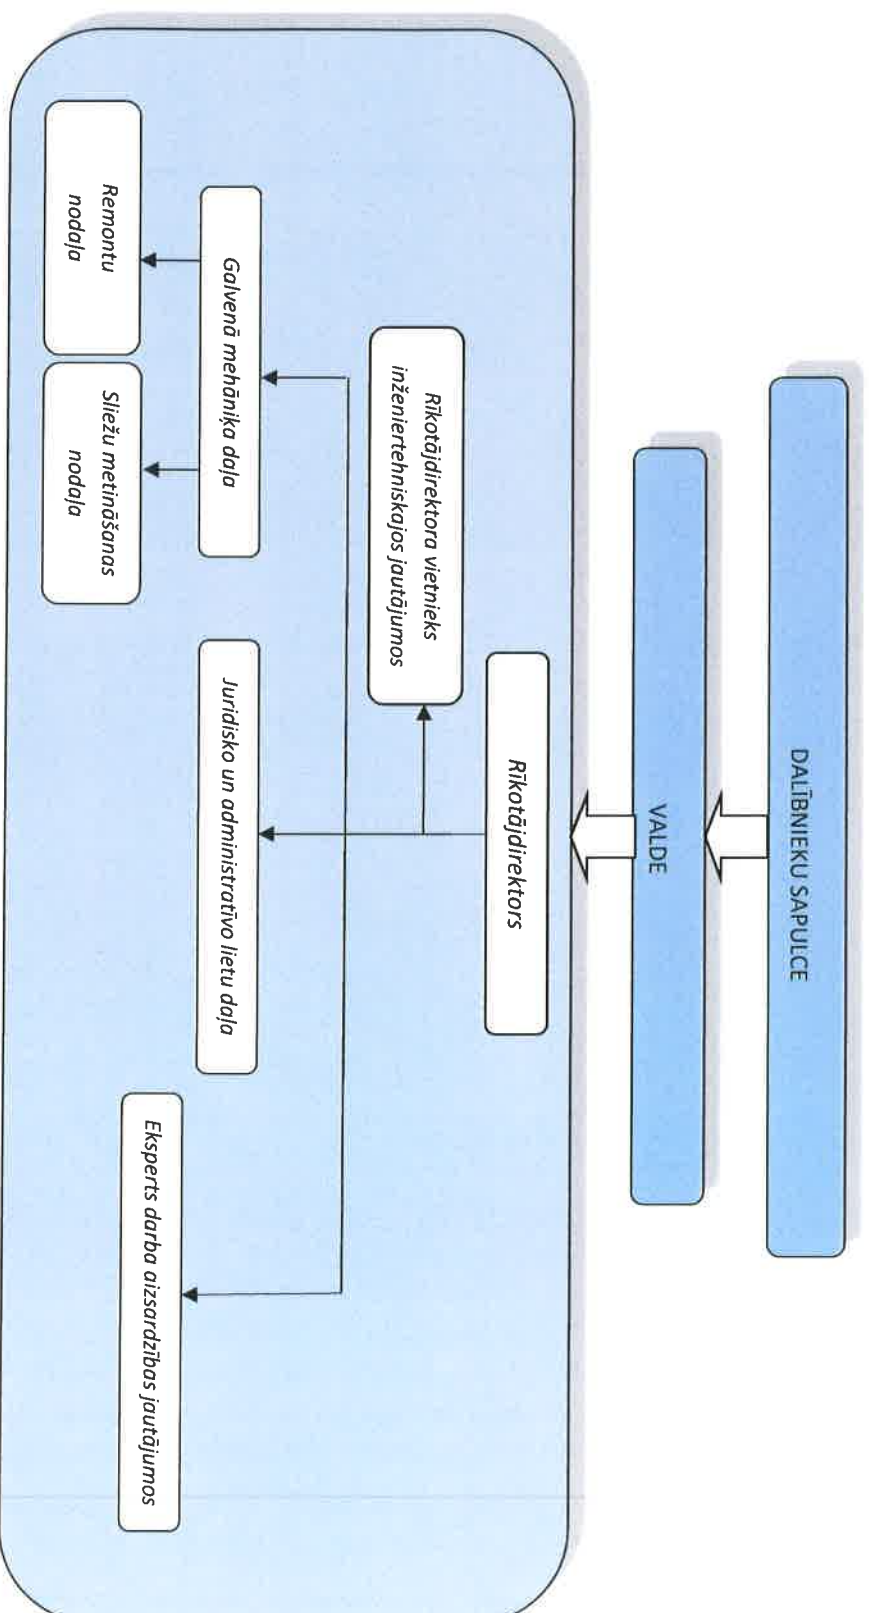 DALĪBNIEKU SAPULCE
VALDE
Rīkotājdirektors
Rīkotājdirektora vietnieks
inženiertehniskajos jautājumos
Galvenā mehāniķa daļa
Juridisko un administratīvo lietu daļa
Eksperts darba aizsardzības jautājumos
Remontu
nodaļa
Sliežu metināšanas
nodaļa